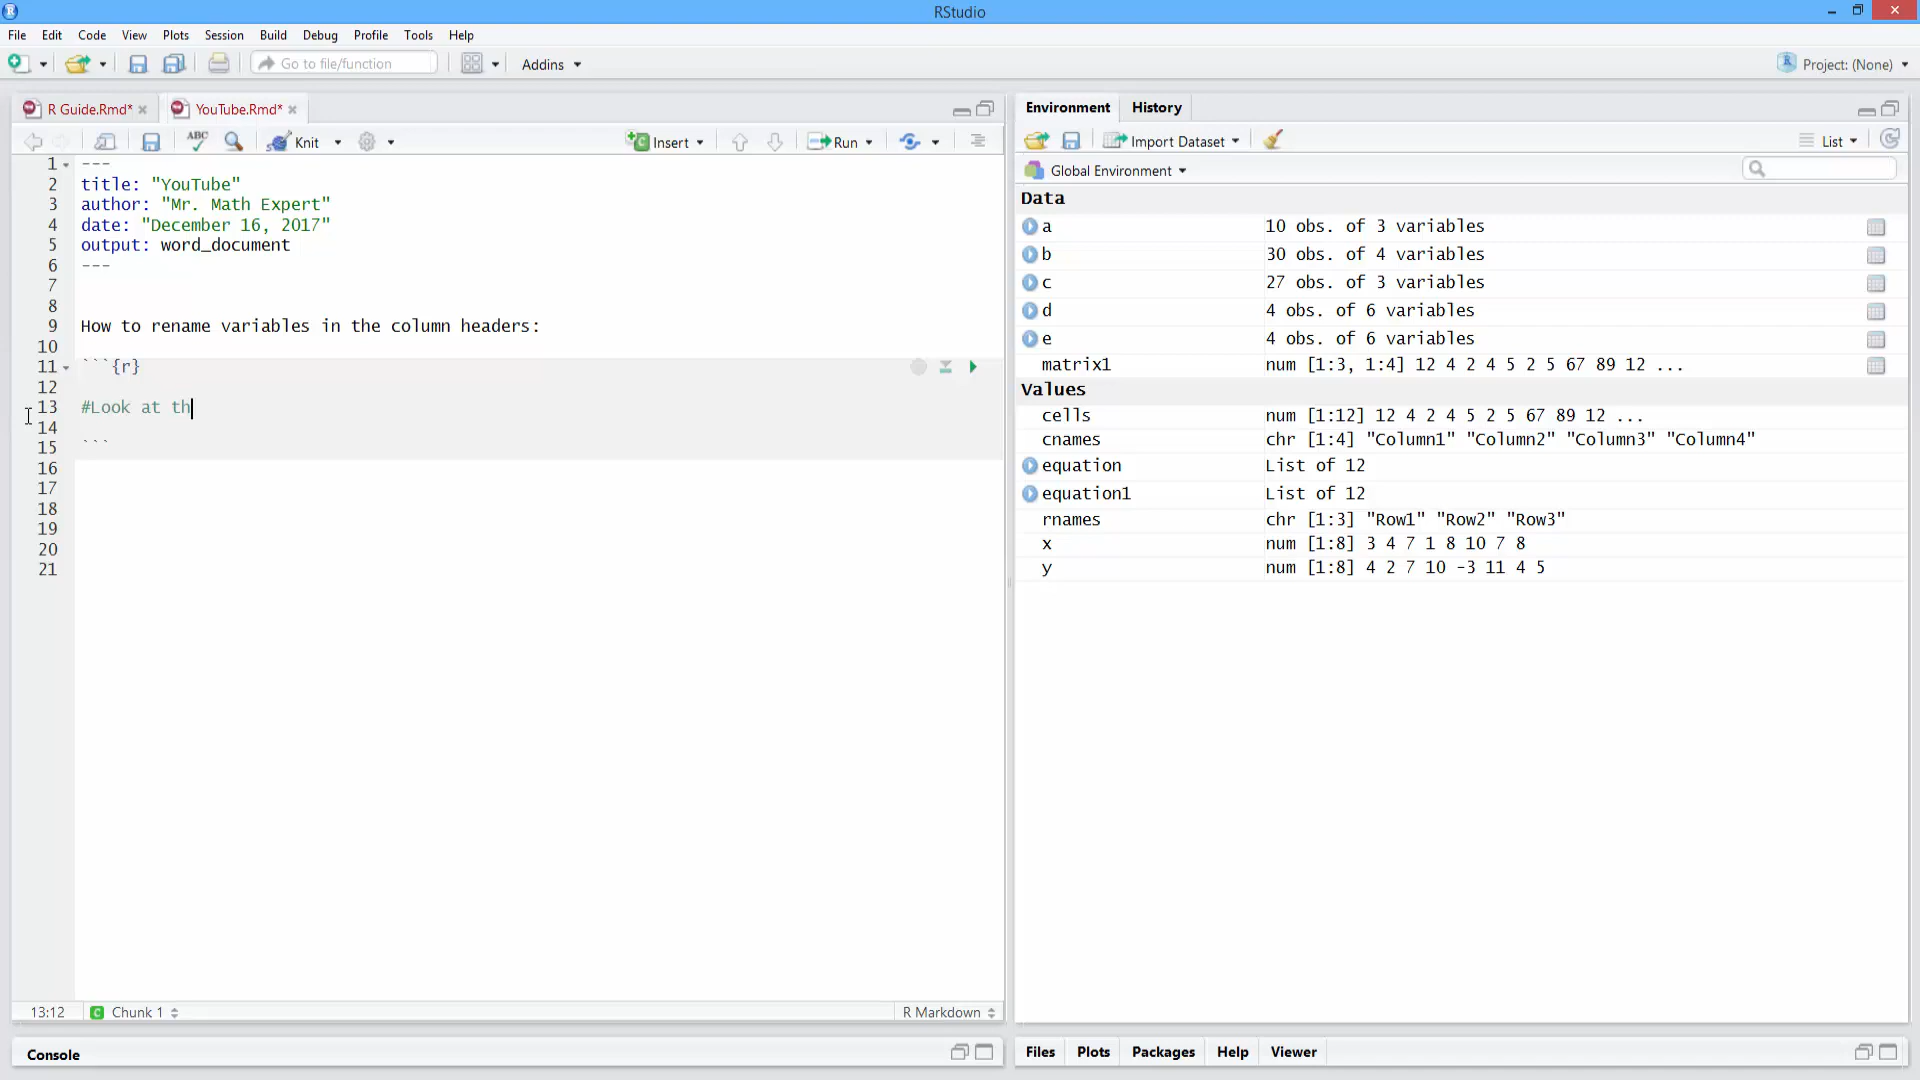 RStudio
File Edit Code View Plots Session Build Debug Profile Tools Help
Go to file/function Addins Project: (None)
R Guide.Rmd* YouTube.Rmd*
ABC Knit Insert Run
1 ---
2 title: "YouTube"
3 author: "Mr. Math Expert"
4 date: "December 16, 2017"
5 output: word_document
6 ---
7
8
9 How to rename variables in the column headers:
10
11 ```{r}
12
13 #Look at th
14
15 ```
16
17
18
19
20
21
13:12 C Chunk 1 R Markdown
Console
Environment History
Import Dataset List
Global Environment
Data
a 10 obs. of 3 variables
b 30 obs. of 4 variables
c 27 obs. of 3 variables
d 4 obs. of 6 variables
e 4 obs. of 6 variables
matrix1 num [1:3, 1:4] 12 4 2 4 5 2 5 67 89 12 ...
Values
cells num [1:12] 12 4 2 4 5 2 5 67 89 12 ...
cnames chr [1:4] "Column1" "Column2" "Column3" "Column4"
equation List of 12
equation1 List of 12
rnames chr [1:3] "Row1" "Row2" "Row3"
x num [1:8] 3 4 7 1 8 10 7 8
y num [1:8] 4 2 7 10 -3 11 4 5
Files Plots Packages Help Viewer